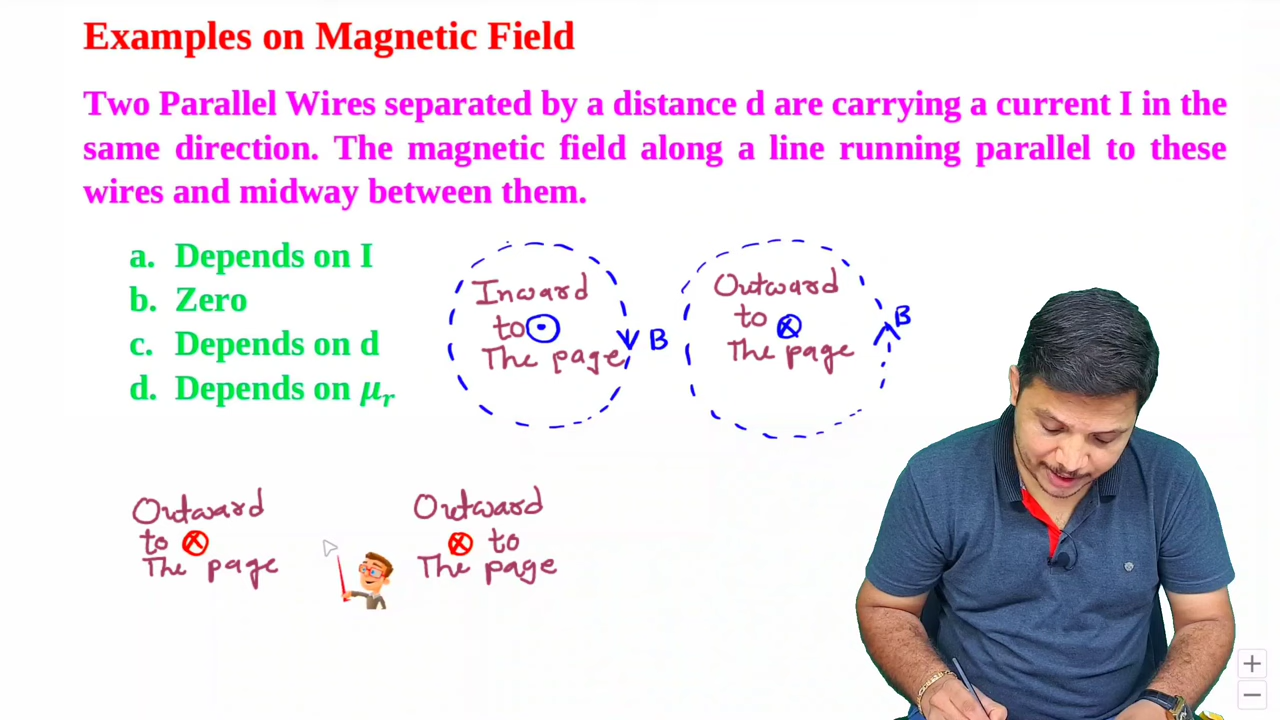 Examples on Magnetic Field
Two Parallel Wires separated by a distance d are carrying a current I in the
same direction. The magnetic field along a line running parallel to these
wires and midway between them.
a. Depends on I
b. Zero
c. Depends on d
d. Depends on μᵣ
Inward
to
The page
B
Outward
to
The page
B
Outward
to
The page
Outward
to
The page